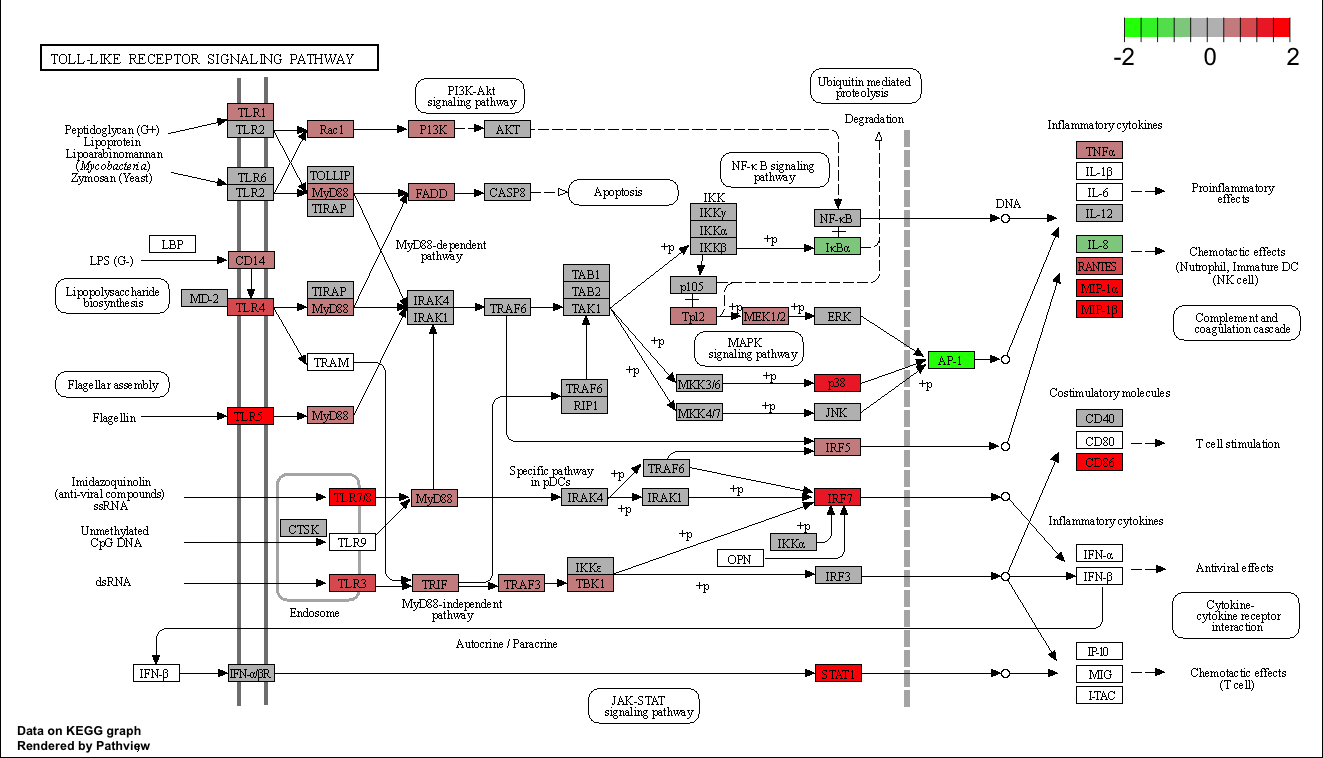 -2 0 2
TOLL-LIKE RECEPTOR SIGNALING PATHWAY
PI3K-Akt
signaling pathway
Ubiquitin mediated
proteolysis
Degradation
Inflammatory cytokines
TLR1
TLR2
Rac1
P13K
AKT
Peptidoglycan (G+)
Lipoprotein
Lipoarabinomannan
(Mycobacteria)
Zymosan (Yeast)
TLR6
TLR2
TOLLIP
MyD88
TIRAP
FADD
CASP8
Apoptosis
NF-κB signaling
pathway
TNFα
IL-1β
IL-6
IL-12
Proinflammatory
effects
IKK
IKKγ
IKKα
IKKβ
+p
+p
NF-κB
IκBα
DNA
LBP
LPS (G-)
CD14
MyD88-dependent
pathway
IL-8
RANTES
MIP-1α
MIP-1β
Chemotactic effects
(Nutrophil, Immature DC
(NK cell)
Lipopolysaccharide
biosynthesis
MD-2
TLR4
TIRAP
MyD88
IRAK4
IRAK1
TRAF6
TAB1
TAB2
TAK1
p105
Tpl2
+p
MEK1/2
+p
ERK
Complement and
coagulation cascade
MAPK
signaling pathway
+p
+p
TRAM
AP-1
+p
Flagellar assembly
MKK3/6
+p
p38
MKK4/7
+p
JNK
TRAF6
RIP1
Flagellin
TLR5
MyD88
Costimulatory molecules
CD40
CD80
CD86
T cell stimulation
IRF5
Imidazoquinolin
(anti-viral compounds)
ssRNA
TLR7/8
MyD88
Specific pathway
in pDCs
IRAK4
+p
+p
TRAF6
IRAK1
+p
IRF7
Unmethylated
CpG DNA
CTSK
TLR9
+p
+p
IKKα
OPN
Inflammatory cytokines
IFN-α
IFN-β
Antiviral effects
dsRNA
TLR3
TRIF
TRAF3
IKKε
TBK1
+p
IRF3
Endosome
MyD88-independent
pathway
Cytokine-
cytokine receptor
interaction
Autocrine / Paracrine
IFN-β
IFN-α/βR
STAT1
IP-10
MIG
I-TAC
Chemotactic effects
(T cell)
JAK-STAT
signaling pathway
Data on KEGG graph
Rendered by Pathview